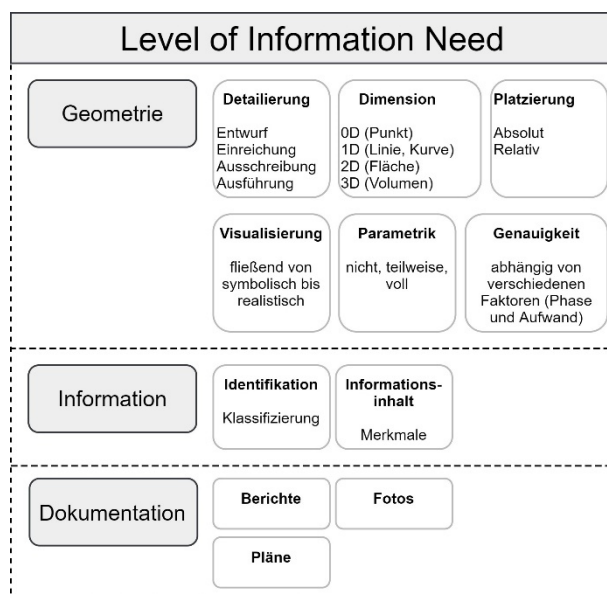 Level of Information Need
Geometrie
Detailierung
Entwurf
Einreichung
Ausschreibung
Ausführung
Dimension
0D (Punkt)
1D (Linie, Kurve)
2D (Fläche)
3D (Volumen)
Platzierung
Absolut
Relativ
Visualisierung
fließend von
symbolisch bis
realistisch
Parametrik
nicht, teilweise,
voll
Genauigkeit
abhängig von
verschiedenen
Faktoren (Phase
und Aufwand)
Information
Identifikation
Klassifizierung
Informations-
inhalt
Merkmale
Dokumentation
Berichte
Fotos
Pläne